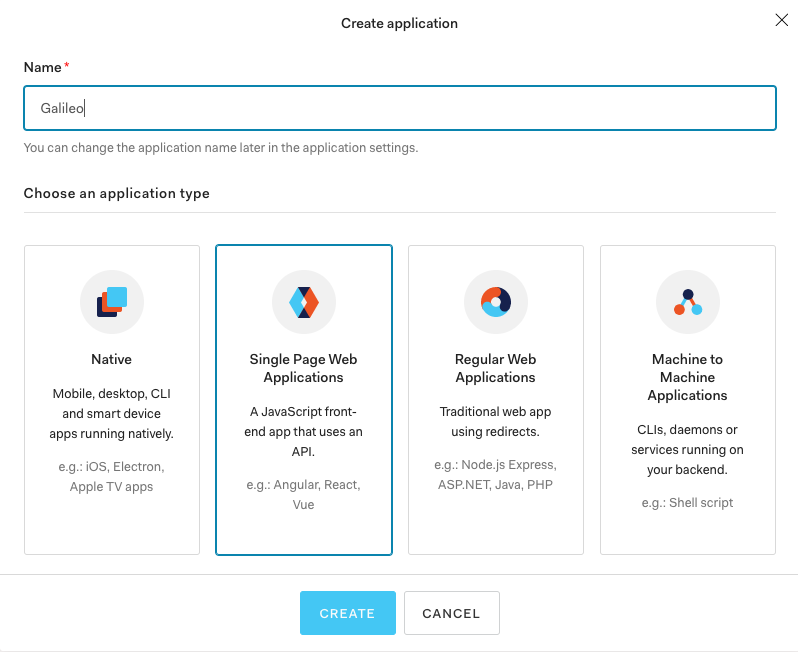 Create application
Name *
Galileo
You can change the application name later in the application settings.
Choose an application type
Native
Mobile, desktop, CLI
and smart device
apps running natively.
e.g.: iOS, Electron,
Apple TV apps
Single Page Web
Applications
A JavaScript front-
end app that uses an
API.
e.g.: Angular, React,
Vue
Regular Web
Applications
Traditional web app
using redirects.
e.g.: Node.js Express,
ASP.NET, Java, PHP
Machine to
Machine
Applications
CLIs, daemons or
services running on
your backend.
e.g.: Shell script
CREATE
CANCEL